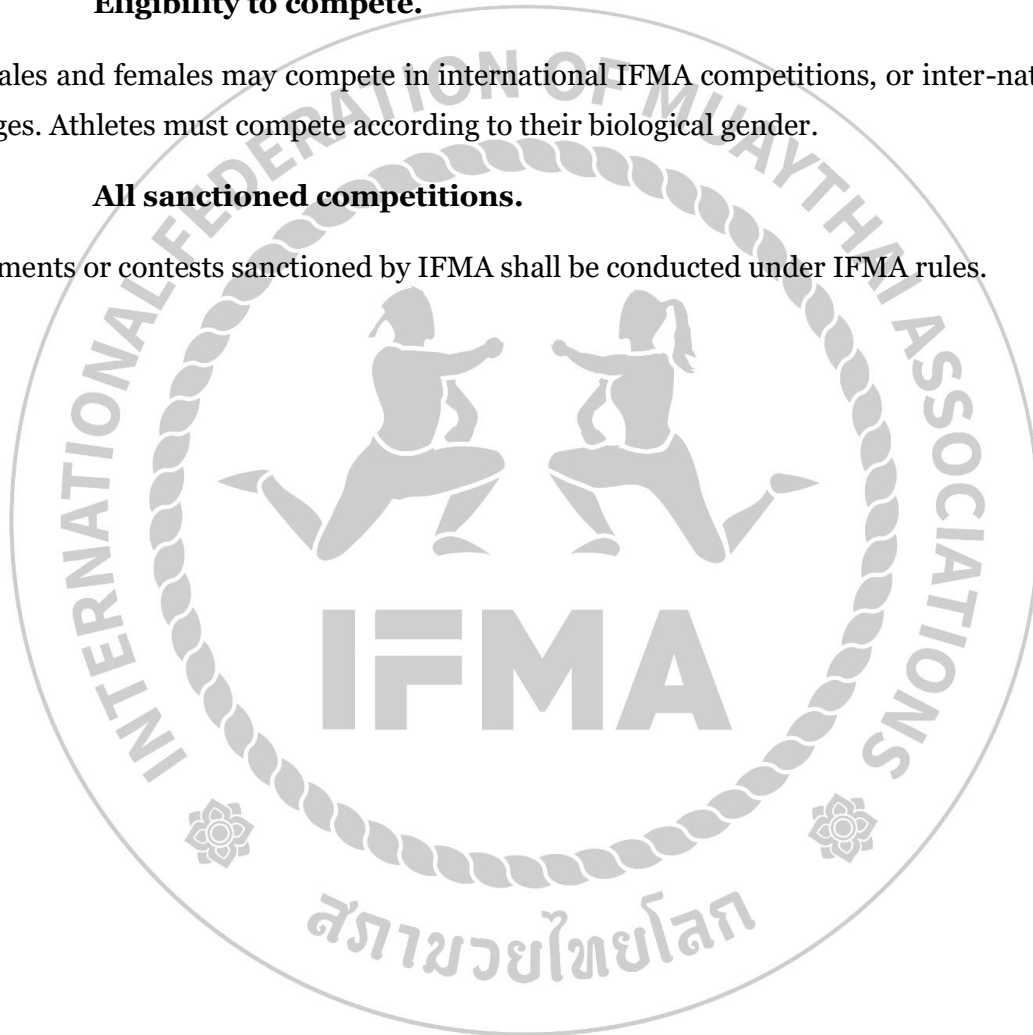 Eligibility to compete.
ales and females may compete in international IFMA competitions, or inter-nat
ges. Athletes must compete according to their biological gender.
All sanctioned competitions.
ments or contests sanctioned by IFMA shall be conducted under IFMA rules.
INTERNATIONAL FEDERATION OF MUAYTHAI ASSOCIATIONS
IFMA
สภามวยไทยโลก